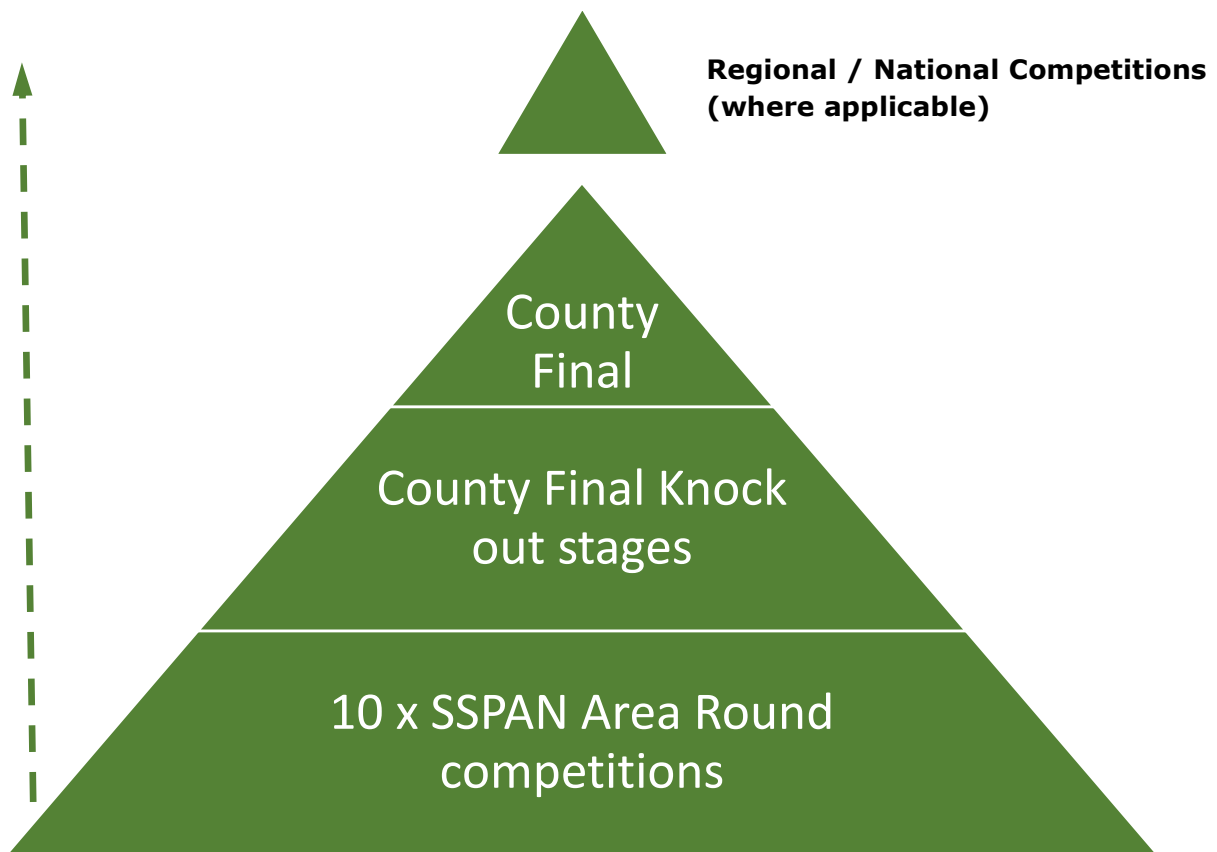 Regional / National Competitions
(where applicable)
County
Final
County Final Knock
out stages
10 x SSPAN Area Round
competitions